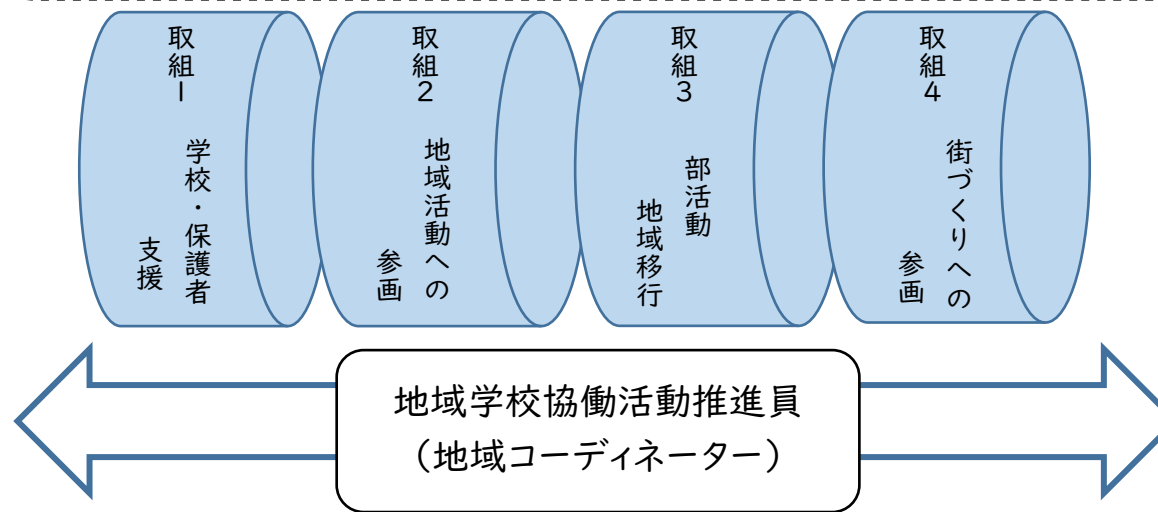 取組1
学校・保護者
支援
取組2
地域活動への
参画
取組3
部活動
地域移行
取組4
街づくりへの
参画
地域学校協働活動推進員
（地域コーディネーター）